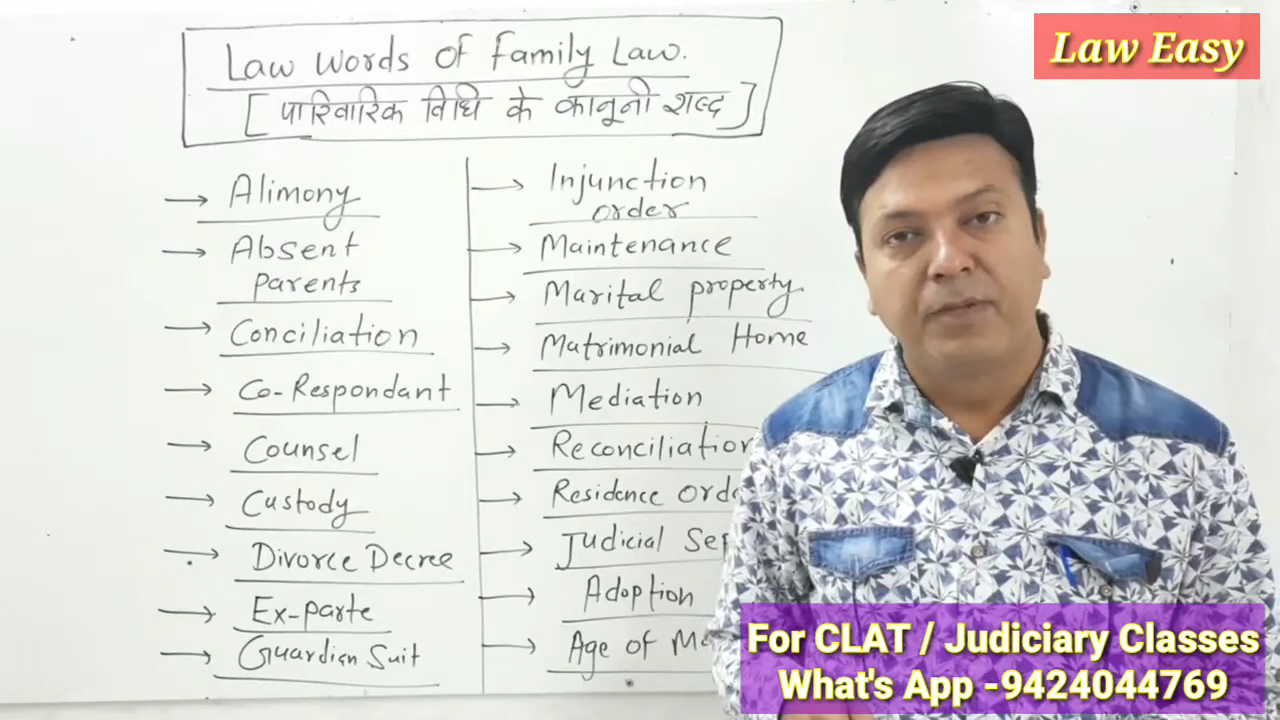 Law Words of Family Law.
[पारिवारिक विधि के कानूनी शब्द]
Law Easy
→ Alimony
→ Absent
parents
→ Conciliation
→ Co-Respondant
→ Counsel
→ Custody
→ Divorce Decree
→ Ex-parte
→ Guardian Suit
→ Injunction
order
→ Maintenance
→ Marital property
→ Matrimonial Home
→ Mediation
→ Reconciliation
→ Residence
→ Judicial
→ Adoption
→ Age of
For CLAT / Judiciary Classes
What's App -9424044769